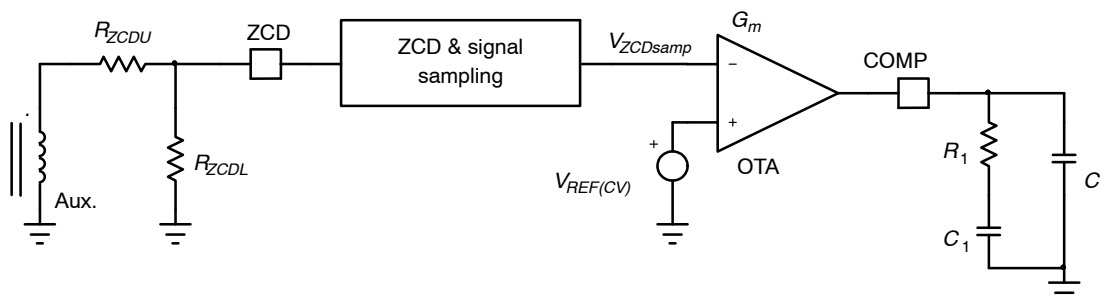 R_ZCDU
ZCD
ZCD & signal
sampling
V_ZCDsamp
G_m
COMP
−
+
OTA
+
V_REF(CV)
R_ZCDL
Aux.
R_1
C_1
C